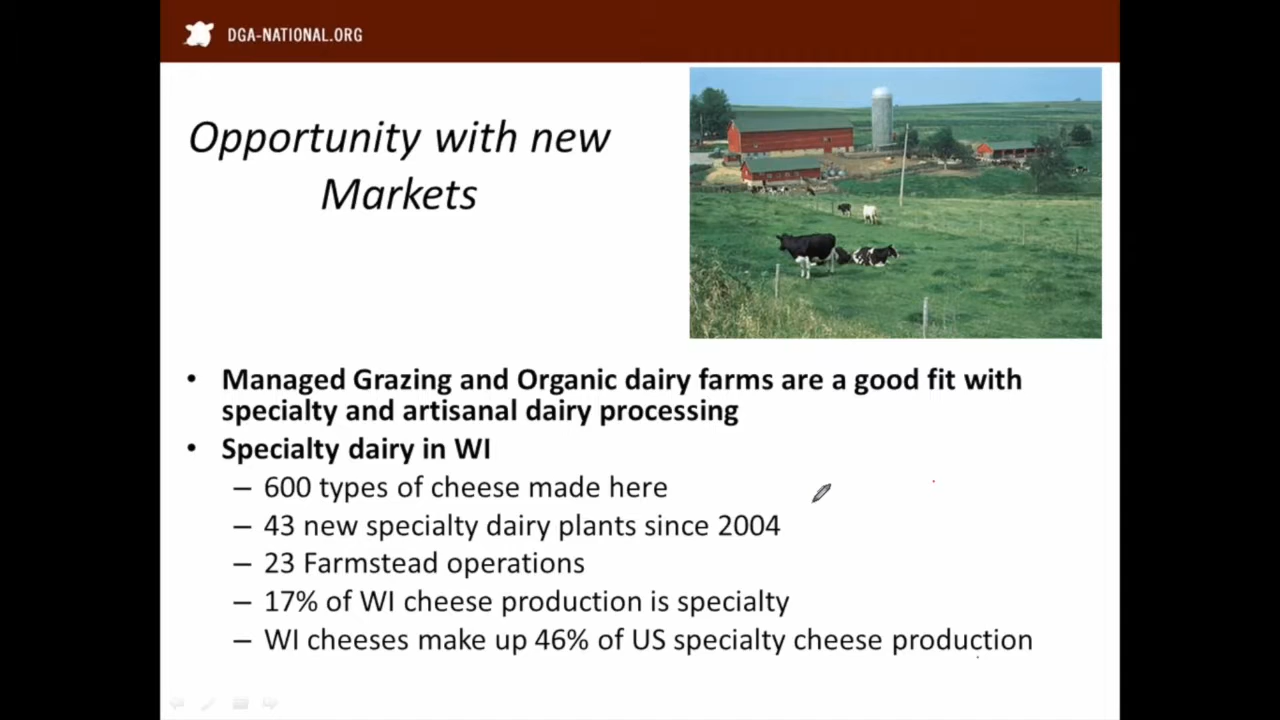 DGA-NATIONAL.ORG
Opportunity with new
Markets
• Managed Grazing and Organic dairy farms are a good fit with
specialty and artisanal dairy processing
• Specialty dairy in WI
– 600 types of cheese made here
– 43 new specialty dairy plants since 2004
– 23 Farmstead operations
– 17% of WI cheese production is specialty
– WI cheeses make up 46% of US specialty cheese production